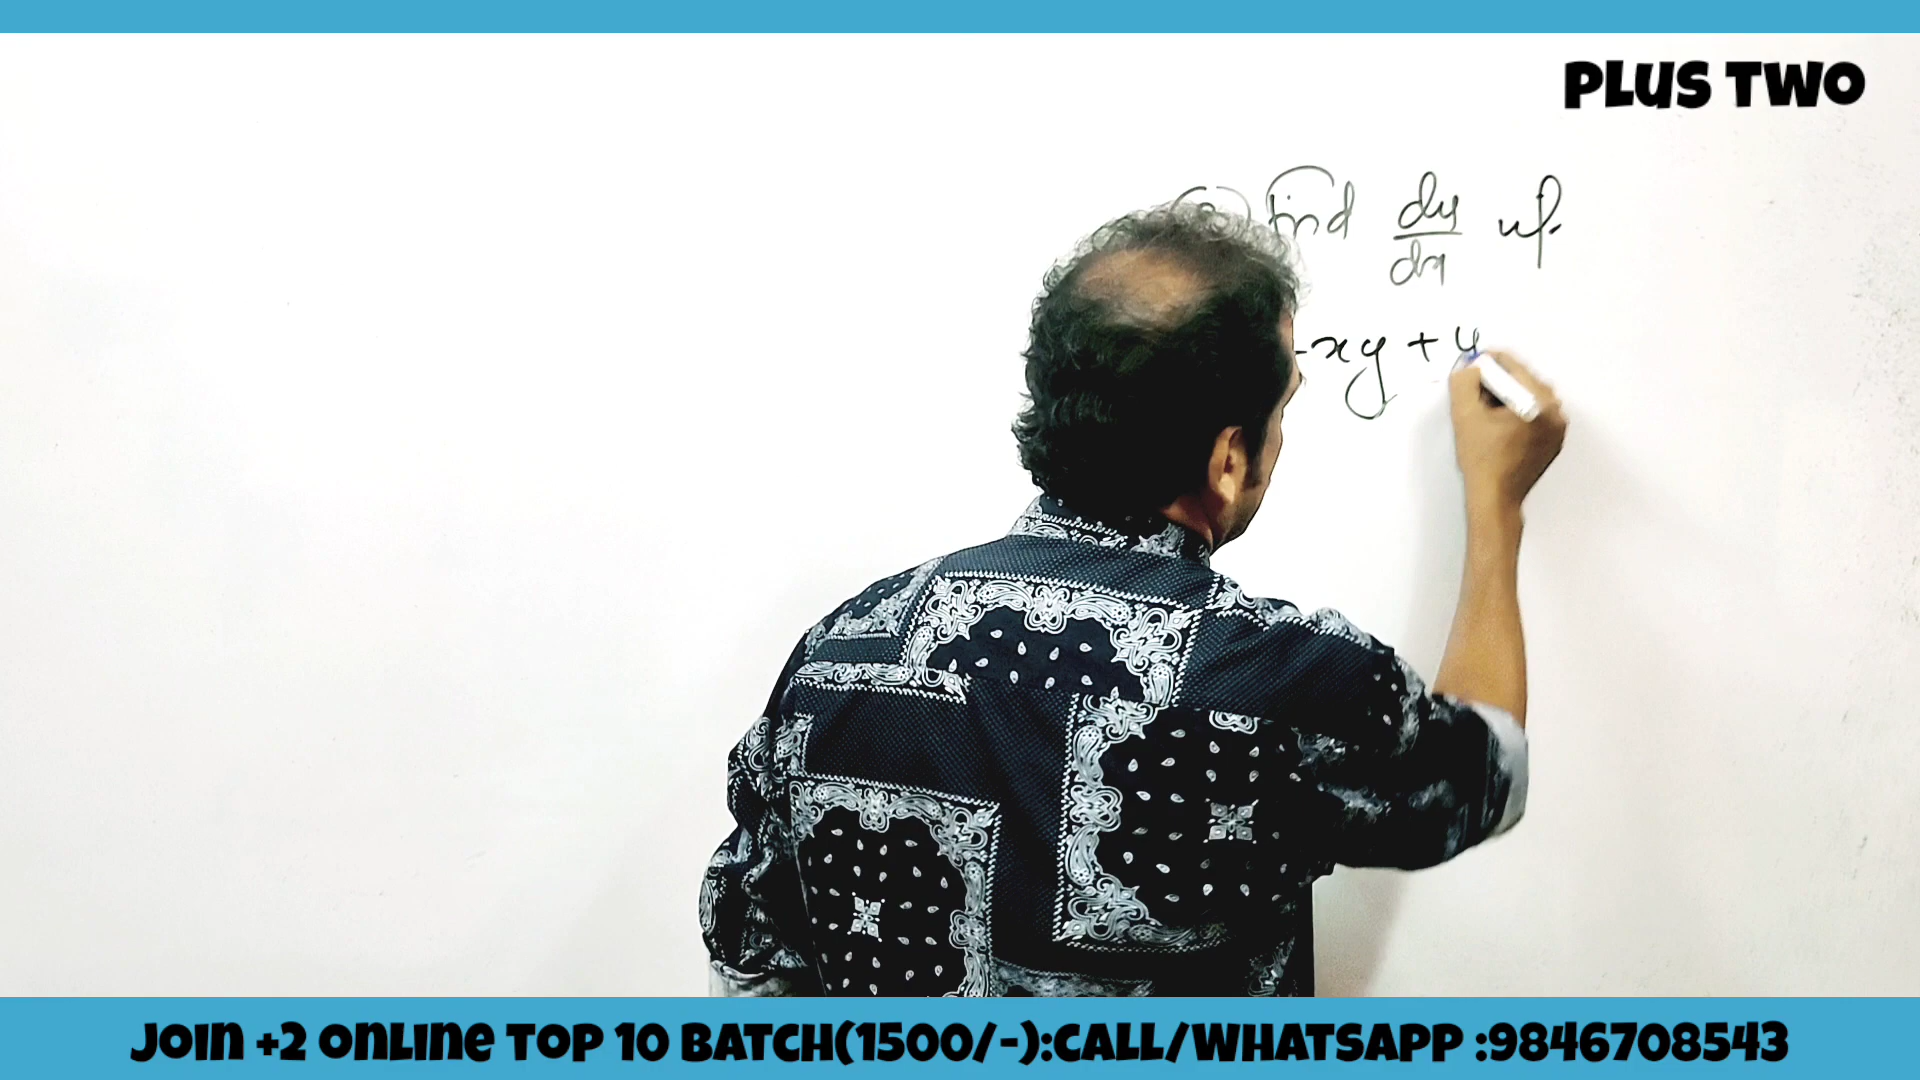 PLUS TWO
find dy/dx if
xy + y
JOIN +2 ONLINE TOP 10 BATCH(1500/-):CALL/WHATSAPP :9846708543